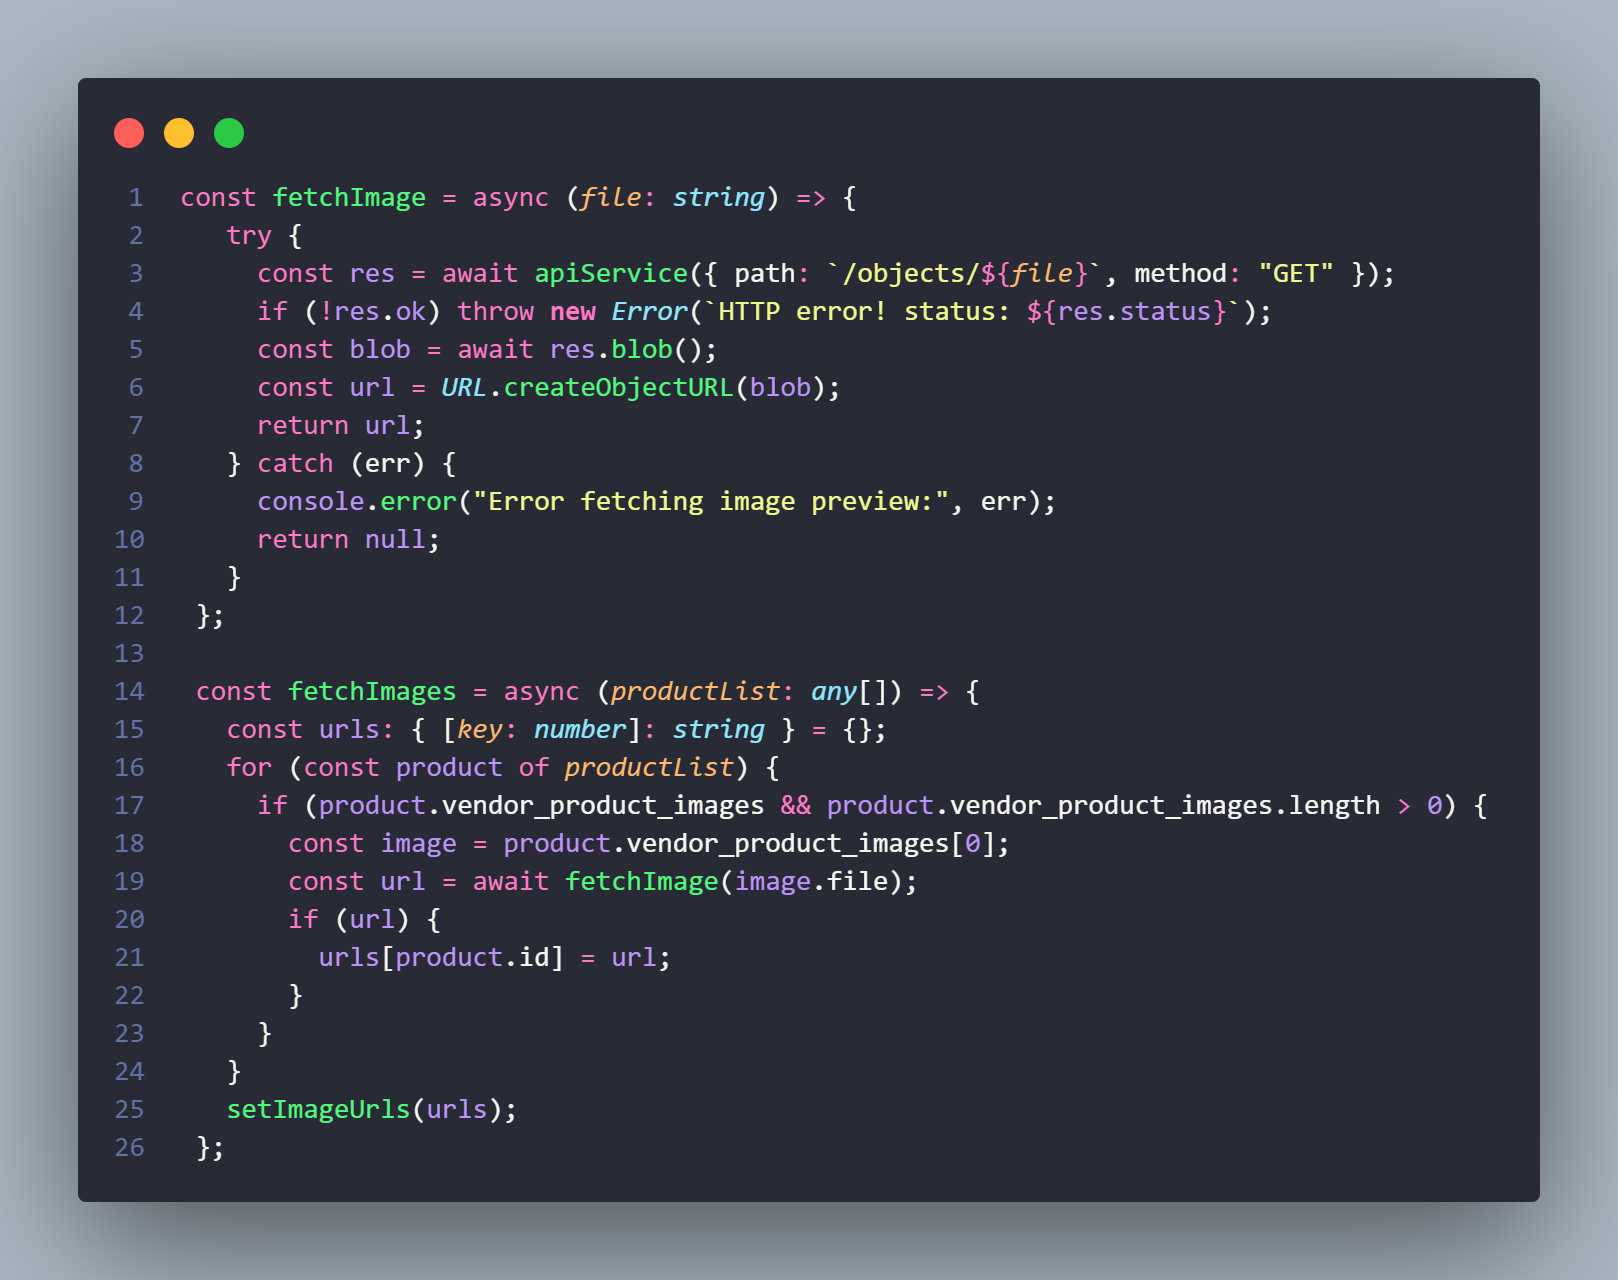 1 const fetchImage = async (file: string) => {
2 try {
3 const res = await apiService({ path: `/objects/${file}`, method: "GET" });
4 if (!res.ok) throw new Error(`HTTP error! status: ${res.status}`);
5 const blob = await res.blob();
6 const url = URL.createObjectURL(blob);
7 return url;
8 } catch (err) {
9 console.error("Error fetching image preview:", err);
10 return null;
11 }
12 };
13
14 const fetchImages = async (productList: any[]) => {
15 const urls: { [key: number]: string } = {};
16 for (const product of productList) {
17 if (product.vendor_product_images && product.vendor_product_images.length > 0) {
18 const image = product.vendor_product_images[0];
19 const url = await fetchImage(image.file);
20 if (url) {
21 urls[product.id] = url;
22 }
23 }
24 }
25 setImageUrls(urls);
26 };